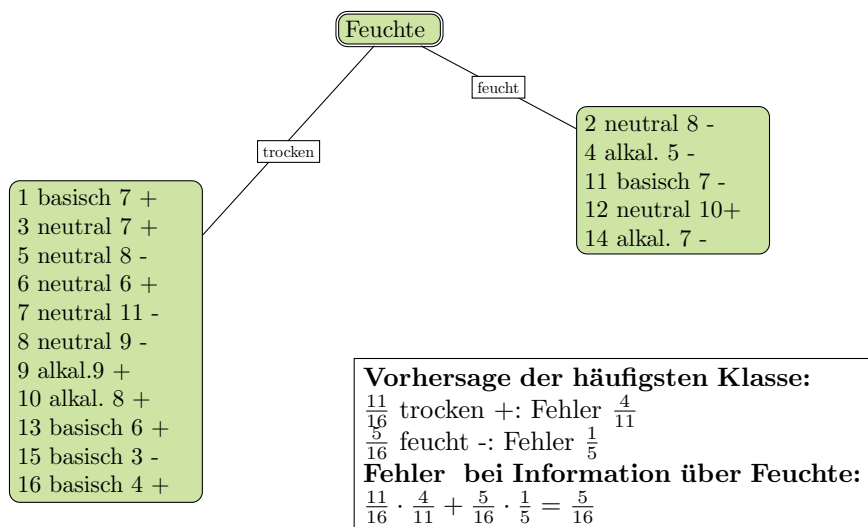 Feuchte
feucht
trocken
2 neutral 8 -
4 alkal. 5 -
11 basisch 7 -
12 neutral 10+
14 alkal. 7 -
1 basisch 7 +
3 neutral 7 +
5 neutral 8 -
6 neutral 6 +
7 neutral 11 -
8 neutral 9 -
9 alkal.9 +
10 alkal. 8 +
13 basisch 6 +
15 basisch 3 -
16 basisch 4 +
Vorhersage der häufigsten Klasse:
11/16 trocken +: Fehler 4/11
5/16 feucht -: Fehler 1/5
Fehler bei Information über Feuchte:
11/16 · 4/11 + 5/16 · 1/5 = 5/16